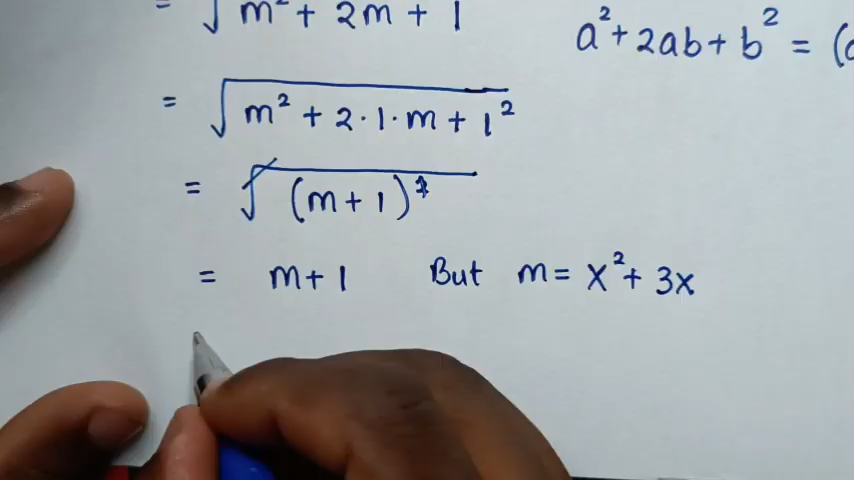 = √m² + 2m + 1
a² + 2ab + b² = (
= √m² + 2·1·m + 1²
= √(m + 1)²
= m + 1 But m = x² + 3x